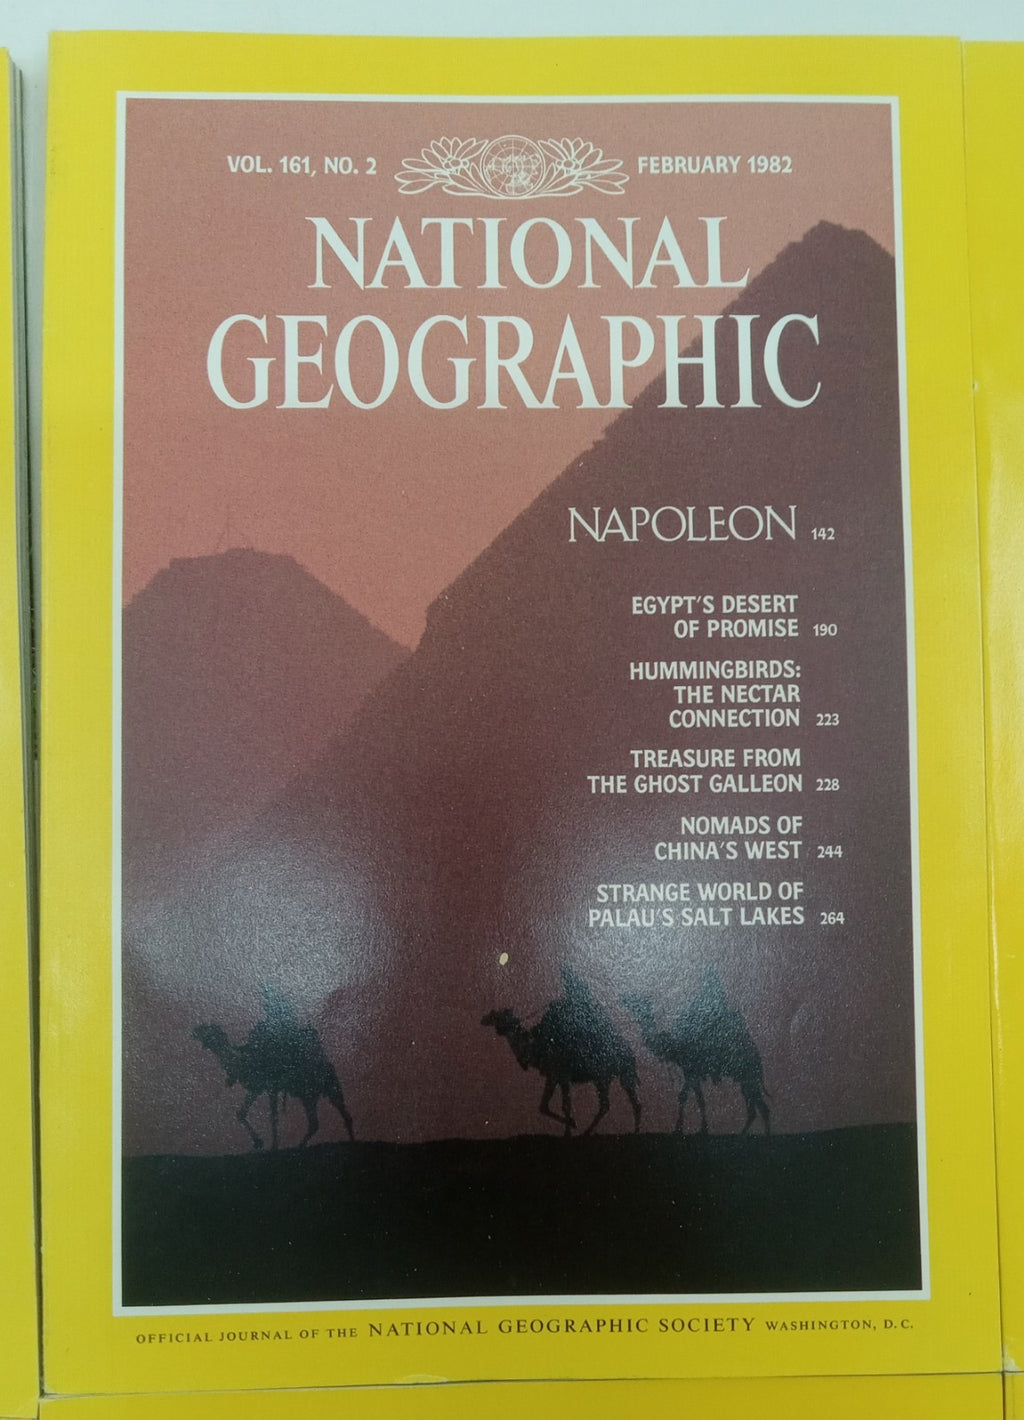 VOL. 161, NO. 2 FEBRUARY 1982
NATIONAL
GEOGRAPHIC
NAPOLEON 142
EGYPT'S DESERT
OF PROMISE 190
HUMMINGBIRDS:
THE NECTAR
CONNECTION 223
TREASURE FROM
THE GHOST GALLEON 228
NOMADS OF
CHINA'S WEST 244
STRANGE WORLD OF
PALAU'S SALT LAKES 264
OFFICIAL JOURNAL OF THE NATIONAL GEOGRAPHIC SOCIETY WASHINGTON, D.C.